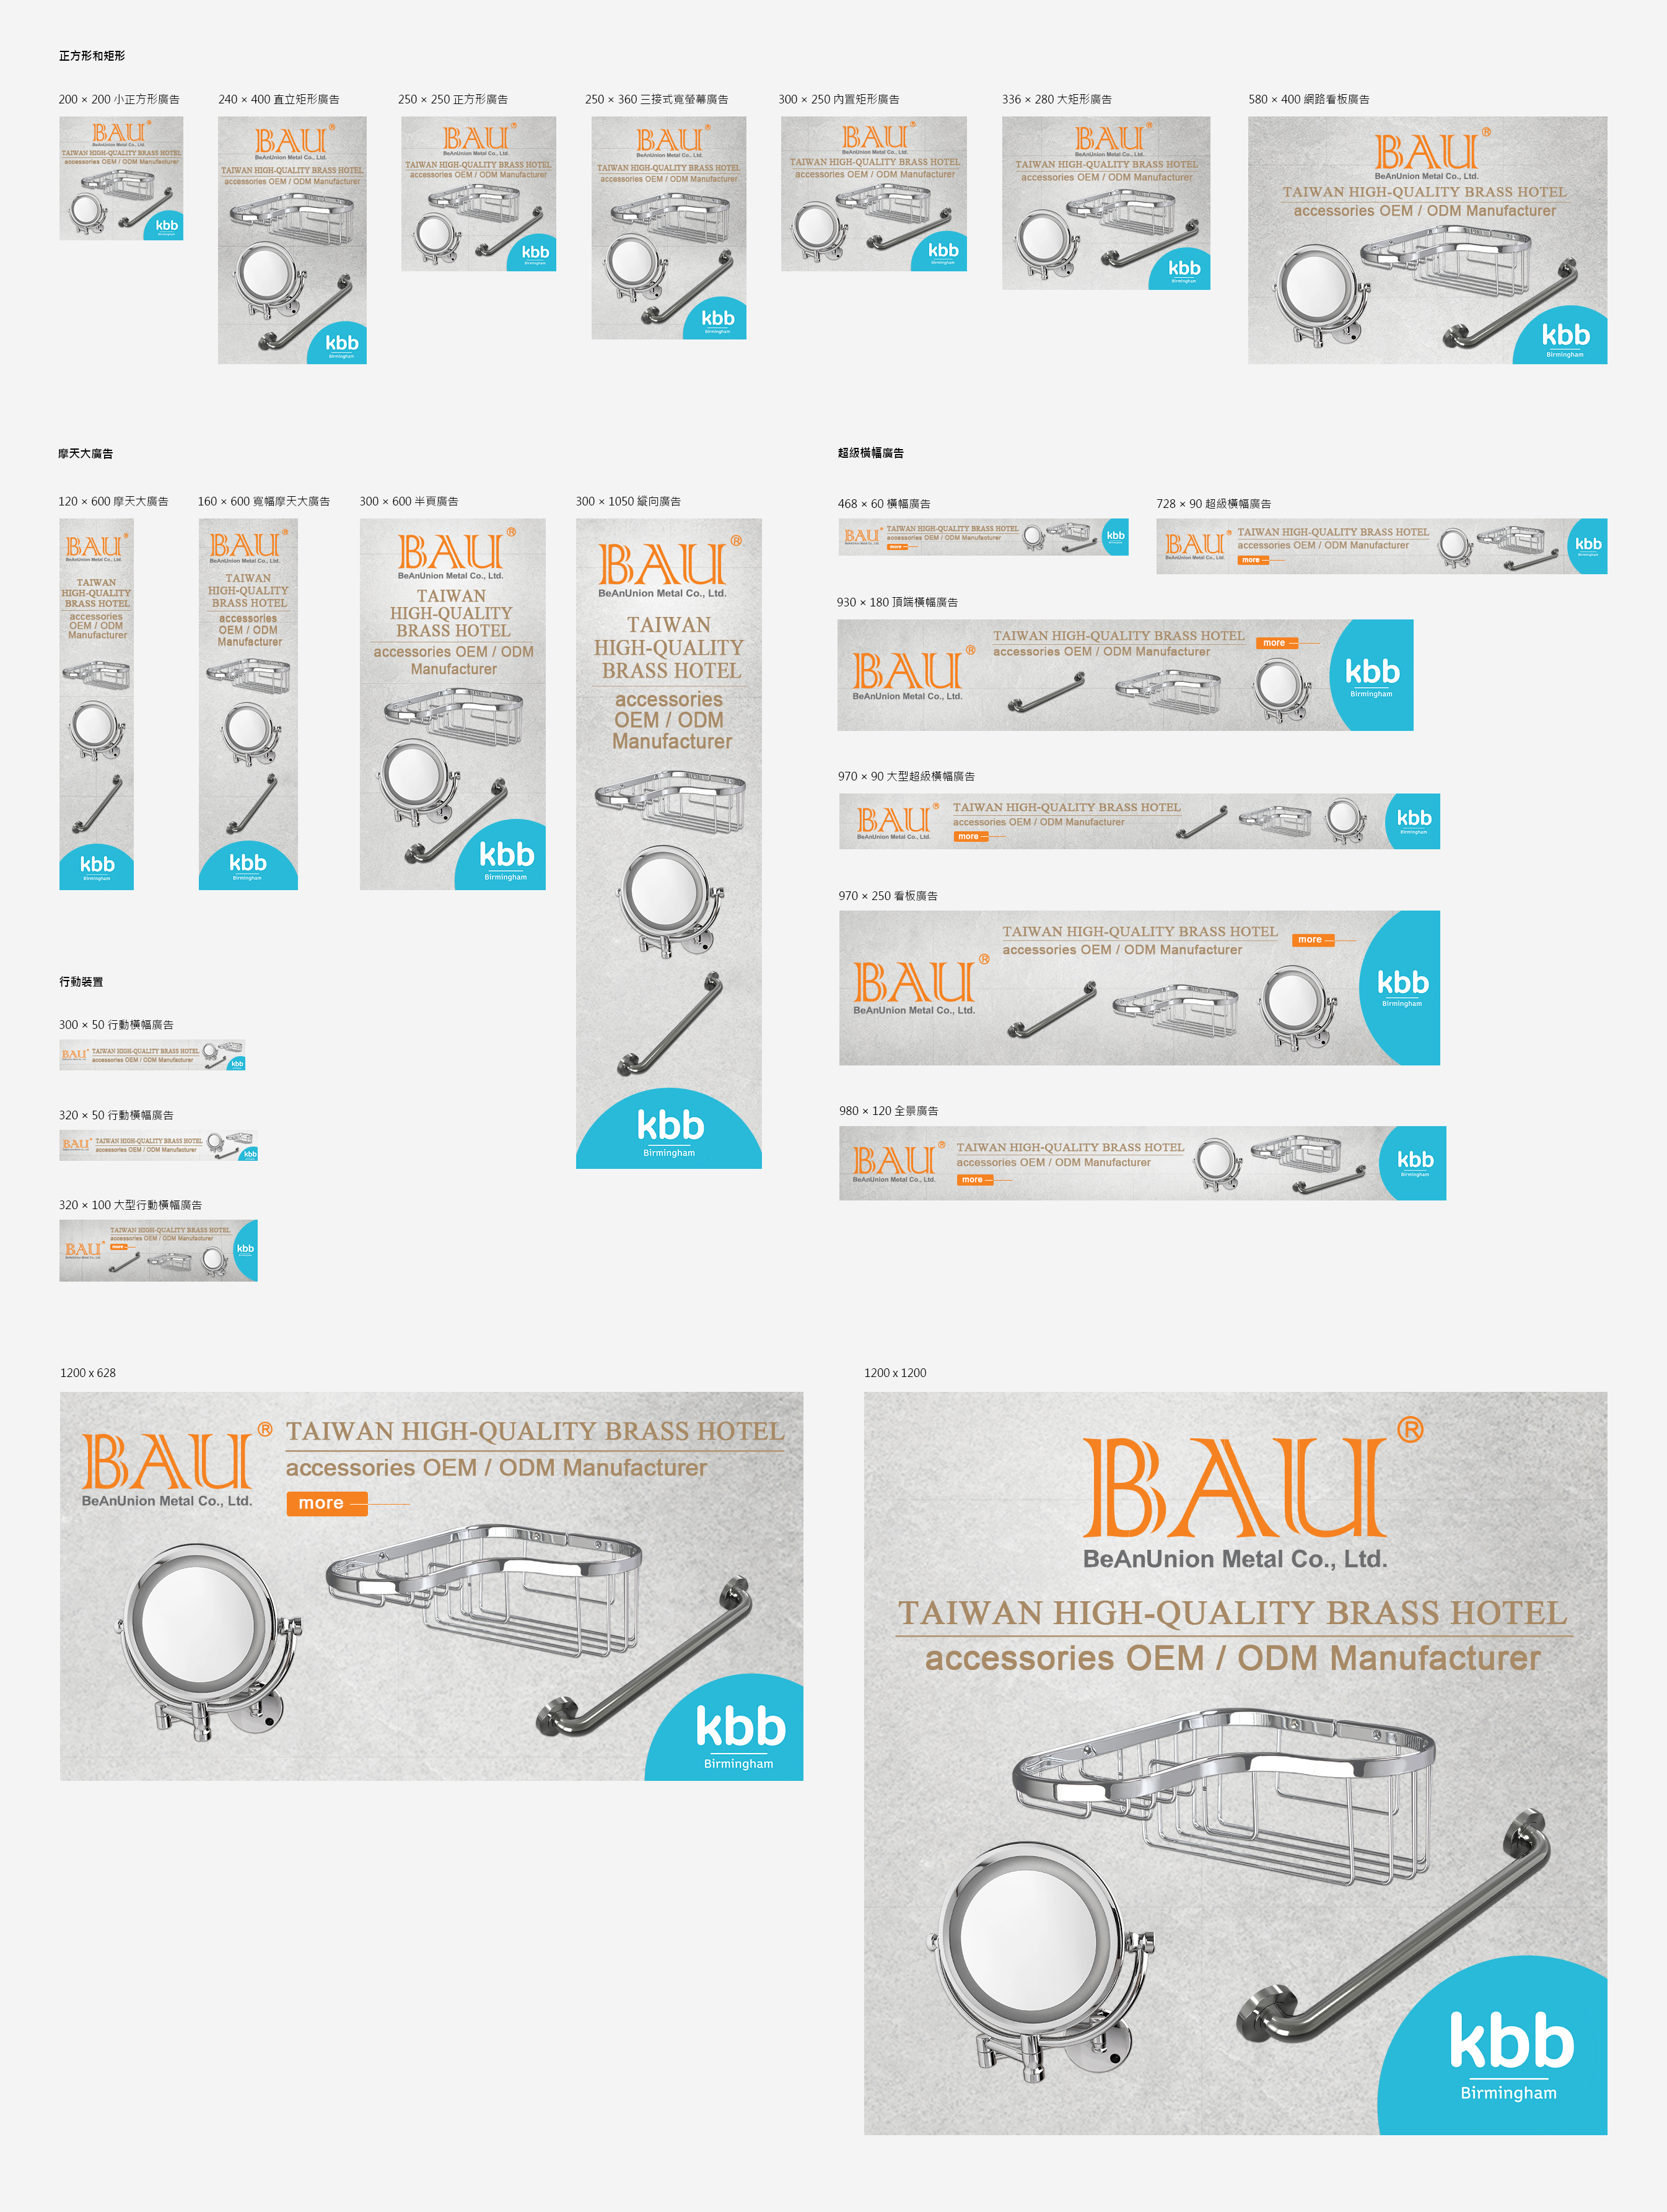 正方形和矩形
200 × 200 小正方形廣告
BAU®
BeAnUnion Metal Co., Ltd.
TAIWAN HIGH-QUALITY BRASS HOTEL
accessories OEM / ODM Manufacturer
kbb
Birmingham
240 × 400 直立矩形廣告
BAU®
BeAnUnion Metal Co., Ltd.
TAIWAN HIGH-QUALITY BRASS HOTEL
accessories OEM / ODM Manufacturer
kbb
Birmingham
250 × 250 正方形廣告
BAU®
BeAnUnion Metal Co., Ltd.
TAIWAN HIGH-QUALITY BRASS HOTEL
accessories OEM / ODM Manufacturer
kbb
Birmingham
250 × 360 三接式寬螢幕廣告
BAU®
BeAnUnion Metal Co., Ltd.
TAIWAN HIGH-QUALITY BRASS HOTEL
accessories OEM / ODM Manufacturer
kbb
Birmingham
300 × 250 內置矩形廣告
BAU®
BeAnUnion Metal Co., Ltd.
TAIWAN HIGH-QUALITY BRASS HOTEL
accessories OEM / ODM Manufacturer
kbb
Birmingham
336 × 280 大矩形廣告
BAU®
BeAnUnion Metal Co., Ltd.
TAIWAN HIGH-QUALITY BRASS HOTEL
accessories OEM / ODM Manufacturer
kbb
Birmingham
580 × 400 網路看板廣告
BAU®
BeAnUnion Metal Co., Ltd.
TAIWAN HIGH-QUALITY BRASS HOTEL
accessories OEM / ODM Manufacturer
kbb
Birmingham
摩天大廣告
120 × 600 摩天大廣告
BAU®
BeAnUnion Metal Co., Ltd.
TAIWAN
HIGH-QUALITY
BRASS HOTEL
accessories
OEM / ODM
Manufacturer
kbb
Birmingham
160 × 600 寬幅摩天大廣告
BAU®
BeAnUnion Metal Co., Ltd.
TAIWAN
HIGH-QUALITY
BRASS HOTEL
accessories
OEM / ODM
Manufacturer
kbb
Birmingham
300 × 600 半頁廣告
BAU®
BeAnUnion Metal Co., Ltd.
TAIWAN
HIGH-QUALITY
BRASS HOTEL
accessories OEM / ODM
Manufacturer
kbb
Birmingham
300 × 1050 縱向廣告
BAU®
BeAnUnion Metal Co., Ltd.
TAIWAN
HIGH-QUALITY
BRASS HOTEL
accessories
OEM / ODM
Manufacturer
kbb
Birmingham
超級橫幅廣告
468 × 60 橫幅廣告
BAU®
BeAnUnion Metal Co., Ltd.
TAIWAN HIGH-QUALITY BRASS HOTEL
accessories OEM / ODM Manufacturer
more
kbb
Birmingham
728 × 90 超級橫幅廣告
BAU®
BeAnUnion Metal Co., Ltd.
TAIWAN HIGH-QUALITY BRASS HOTEL
accessories OEM / ODM Manufacturer
more
kbb
Birmingham
930 × 180 頂端橫幅廣告
BAU®
BeAnUnion Metal Co., Ltd.
TAIWAN HIGH-QUALITY BRASS HOTEL
accessories OEM / ODM Manufacturer
more
kbb
Birmingham
970 × 90 大型超級橫幅廣告
BAU®
BeAnUnion Metal Co., Ltd.
TAIWAN HIGH-QUALITY BRASS HOTEL
accessories OEM / ODM Manufacturer
more
kbb
Birmingham
970 × 250 看板廣告
BAU®
BeAnUnion Metal Co., Ltd.
TAIWAN HIGH-QUALITY BRASS HOTEL
accessories OEM / ODM Manufacturer
more
kbb
Birmingham
980 × 120 全景廣告
BAU®
BeAnUnion Metal Co., Ltd.
TAIWAN HIGH-QUALITY BRASS HOTEL
accessories OEM / ODM Manufacturer
more
kbb
Birmingham
行動裝置
300 × 50 行動橫幅廣告
BAU
TAIWAN HIGH-QUALITY BRASS HOTEL
accessories OEM / ODM Manufacturer
kbb
320 × 50 行動橫幅廣告
BAU
TAIWAN HIGH-QUALITY BRASS HOTEL
accessories OEM / ODM Manufacturer
kbb
320 × 100 大型行動橫幅廣告
BAU
TAIWAN HIGH-QUALITY BRASS HOTEL
accessories OEM / ODM Manufacturer
more
kbb
1200 x 628
BAU®
BeAnUnion Metal Co., Ltd.
TAIWAN HIGH-QUALITY BRASS HOTEL
accessories OEM / ODM Manufacturer
more
kbb
Birmingham
1200 x 1200
BAU®
BeAnUnion Metal Co., Ltd.
TAIWAN HIGH-QUALITY BRASS HOTEL
accessories OEM / ODM Manufacturer
kbb
Birmingham